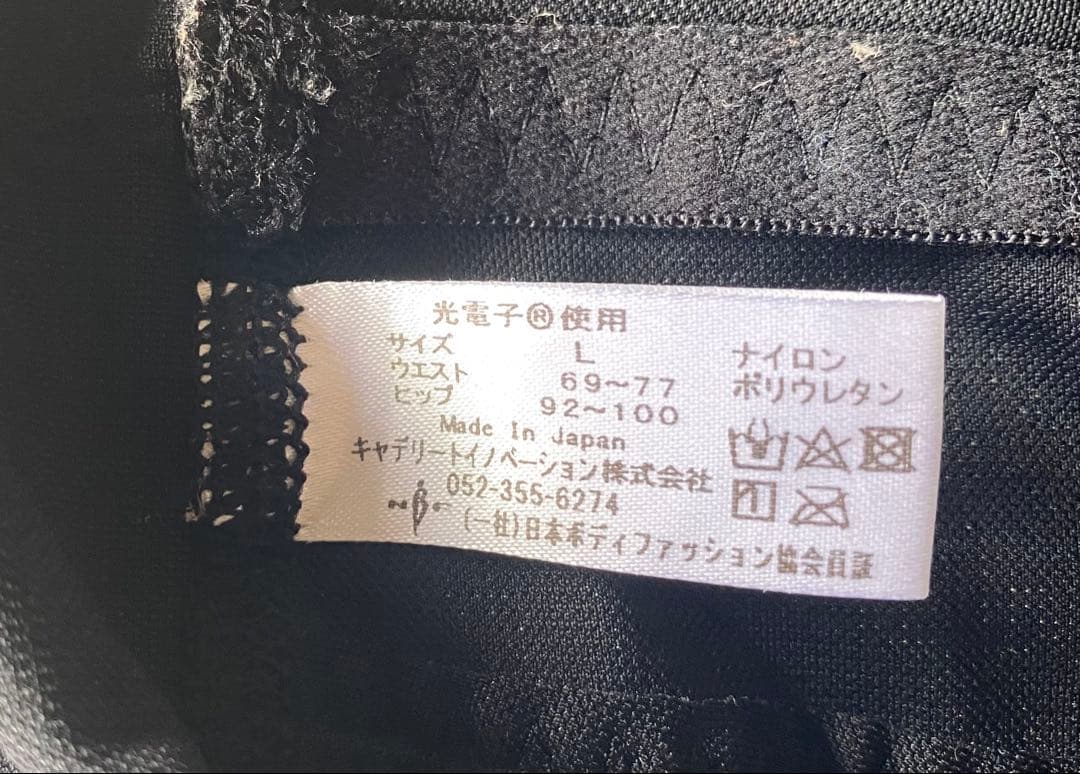 光電子®使用
サイズ L
ウエスト 69〜77
ヒップ 92〜100
ナイロン
ポリウレタン
Made In Japan
キャデリートイノベーション株式会社
052-355-6274
(一社)日本ボディファッション協会会員証